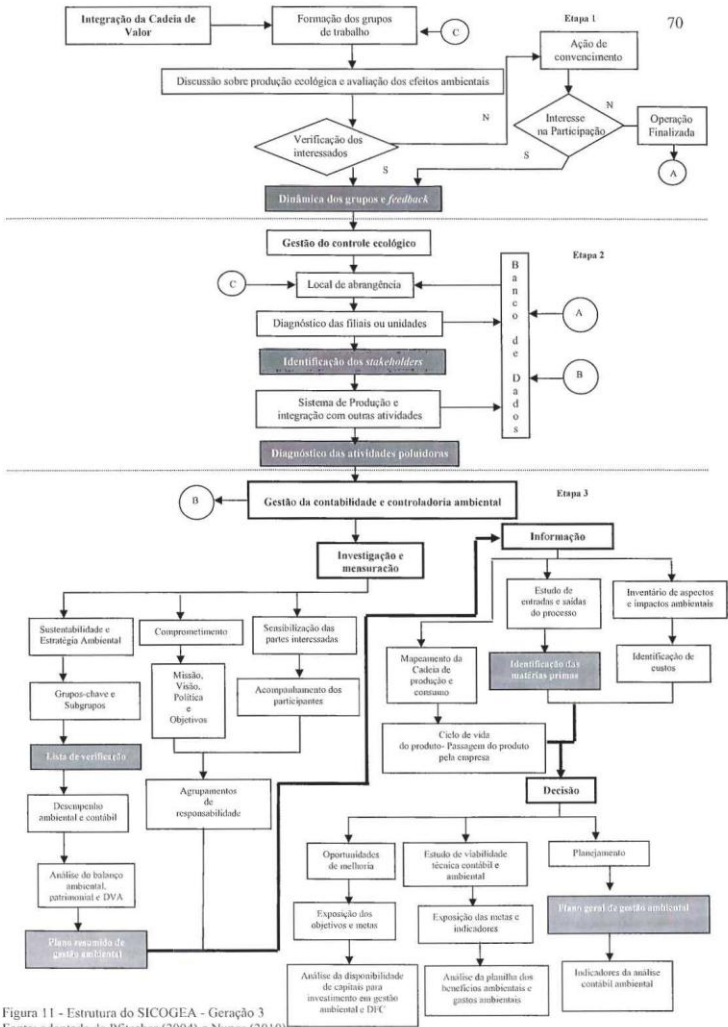 70
Etapa 1
Integração da Cadeia de
Valor
Formação dos grupos
de trabalho
C
Ação de
convencimento
Discussão sobre produção ecológica e avaliação dos efeitos ambientais
N
Verificação dos
interessados
S
Interesse
na Participação
N
S
Operação
Finalizada
A
Dinâmica dos grupos e feedback
Etapa 2
Gestão do controle ecológico
C
Local de abrangência
Diagnóstico das filiais ou unidades
Identificação dos stakeholders
Sistema de Produção e
integração com outras atividades
Diagnóstico das atividades poluidoras
Banco de Dados
A
B
Etapa 3
B
Gestão da contabilidade e controladoria ambiental
Investigação e
mensuração
Sustentabilidade e
Estratégia Ambiental
Grupos-chave e
Subgrupos
Lista de verificação
Desempenho
ambiental e contábil
Análise do balanço
ambiental,
patrimonial e DVA
Plano resumido de
gestão ambiental
Comprometimento
Missão,
Visão,
Política
e
Objetivos
Sensibilização das
partes interessadas
Acompanhamento dos
participantes
Agrupamentos
de
responsabilidade
Informação
Mapeamento da
Cadeia de
produção e
consumo
Estudo de
entradas e saídas
do processo
Identificação das
matérias primas
Inventário de aspectos
e impactos ambientais
Identificação de
custos
Ciclo de vida
do produto- Passagem do produto
pela empresa
Decisão
Oportunidades
de melhoria
Exposição dos
objetivos e metas
Análise da disponibilidade
de capitais para
investimento em gestão
ambiental e DFC
Estudo de viabilidade
técnica contábil e
ambiental
Exposição das metas e
indicadores
Análise da planilha dos
benefícios ambientais e
gastos ambientais
Planejamento
Plano geral de gestão ambiental
Indicadores da análise
contábil ambiental
Figura 11 - Estrutura do SICOGEA - Geração 3
Fonte: adaptado de Pfitscher (2004) e Nunes (2010)